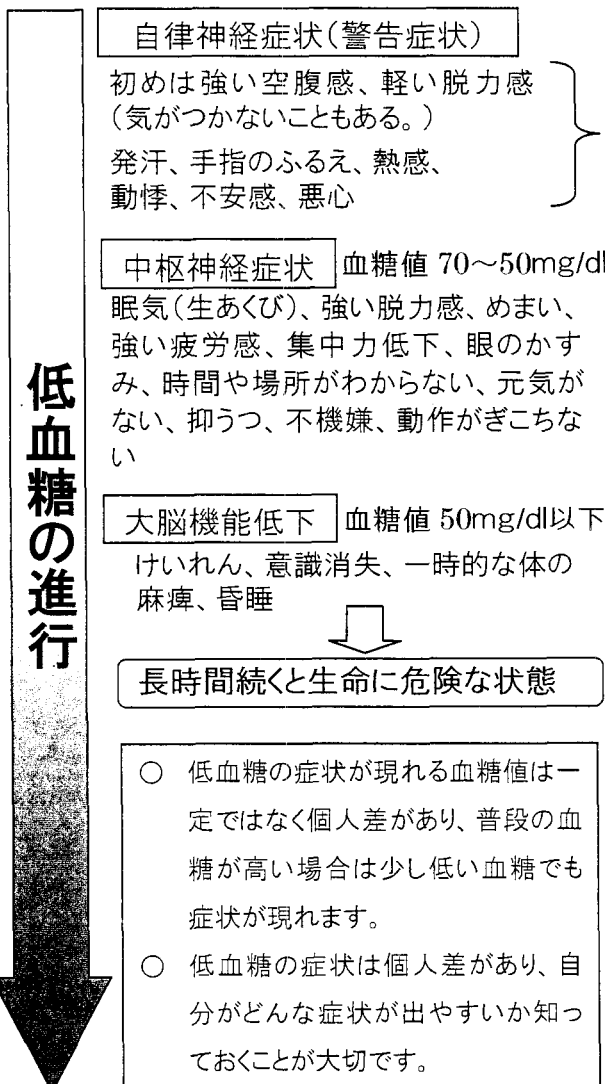 自律神経症状（警告症状）
初めは強い空腹感、軽い脱力感
（気がつかないこともある。）
発汗、手指のふるえ、熱感、
動悸、不安感、悪心
中枢神経症状 血糖値 70～50mg/dl
眠気（生あくび）、強い脱力感、めまい、
強い疲労感、集中力低下、眼のかす
み、時間や場所がわからない、元気が
ない、抑うつ、不機嫌、動作がぎこちな
い
大脳機能低下 血糖値 50mg/dl以下
けいれん、意識消失、一時的な体の
麻痺、昏睡
長時間続くと生命に危険な状態
低血糖の進行
○ 低血糖の症状が現れる血糖値は一
定ではなく個人差があり、普段の血
糖が高い場合は少し低い血糖でも
症状が現れます。
○ 低血糖の症状は個人差があり、自
分がどんな症状が出やすいか知っ
ておくことが大切です。